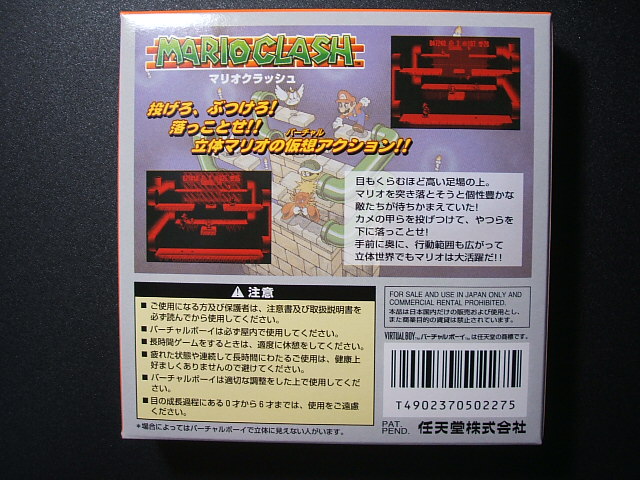 MARIO CLASH
TM
マリオクラッシュ
投げろ、ぶつけろ!
落っことせ!!
バーチャル
立体マリオの仮想アクション!!
目もくらむほど高い足場の上。
マリオを突き落とそうと個性豊かな
敵たちが待ちかまえていた!
カメの甲らを投げつけて、やつらを
下に落っことせ!
手前に奥に、行動範囲も広がって
立体世界でもマリオは大活躍だ!!
注意
■ご使用になる方及び保護者は、注意書及び取扱説明書を
必ず読んでから使用してください。
■バーチャルボーイは必ず屋内で使用してください。
■長時間ゲームをするときは、適度に休憩をしてください。
■疲れた状態や連続して長時間にわたるご使用は、健康上
好ましくありませんので避けてください。
■バーチャルボーイは適切な調整をした上で使用してくだ
さい。
■目の成長過程にある0才から6才までは、使用をご遠慮
ください。
*場合によってはバーチャルボーイで立体に見えない人がいます。
FOR SALE AND USE IN JAPAN ONLY AND
COMMERCIAL RENTAL PROHIBITED.
本品は日本国内だけの販売および使用とし、
また商業目的の賃貸は禁止されています。
VIRTUAL BOY、バーチャルボーイ™は任天堂の商標です。
T4902370502275
PAT.
PEND.
任天堂株式会社